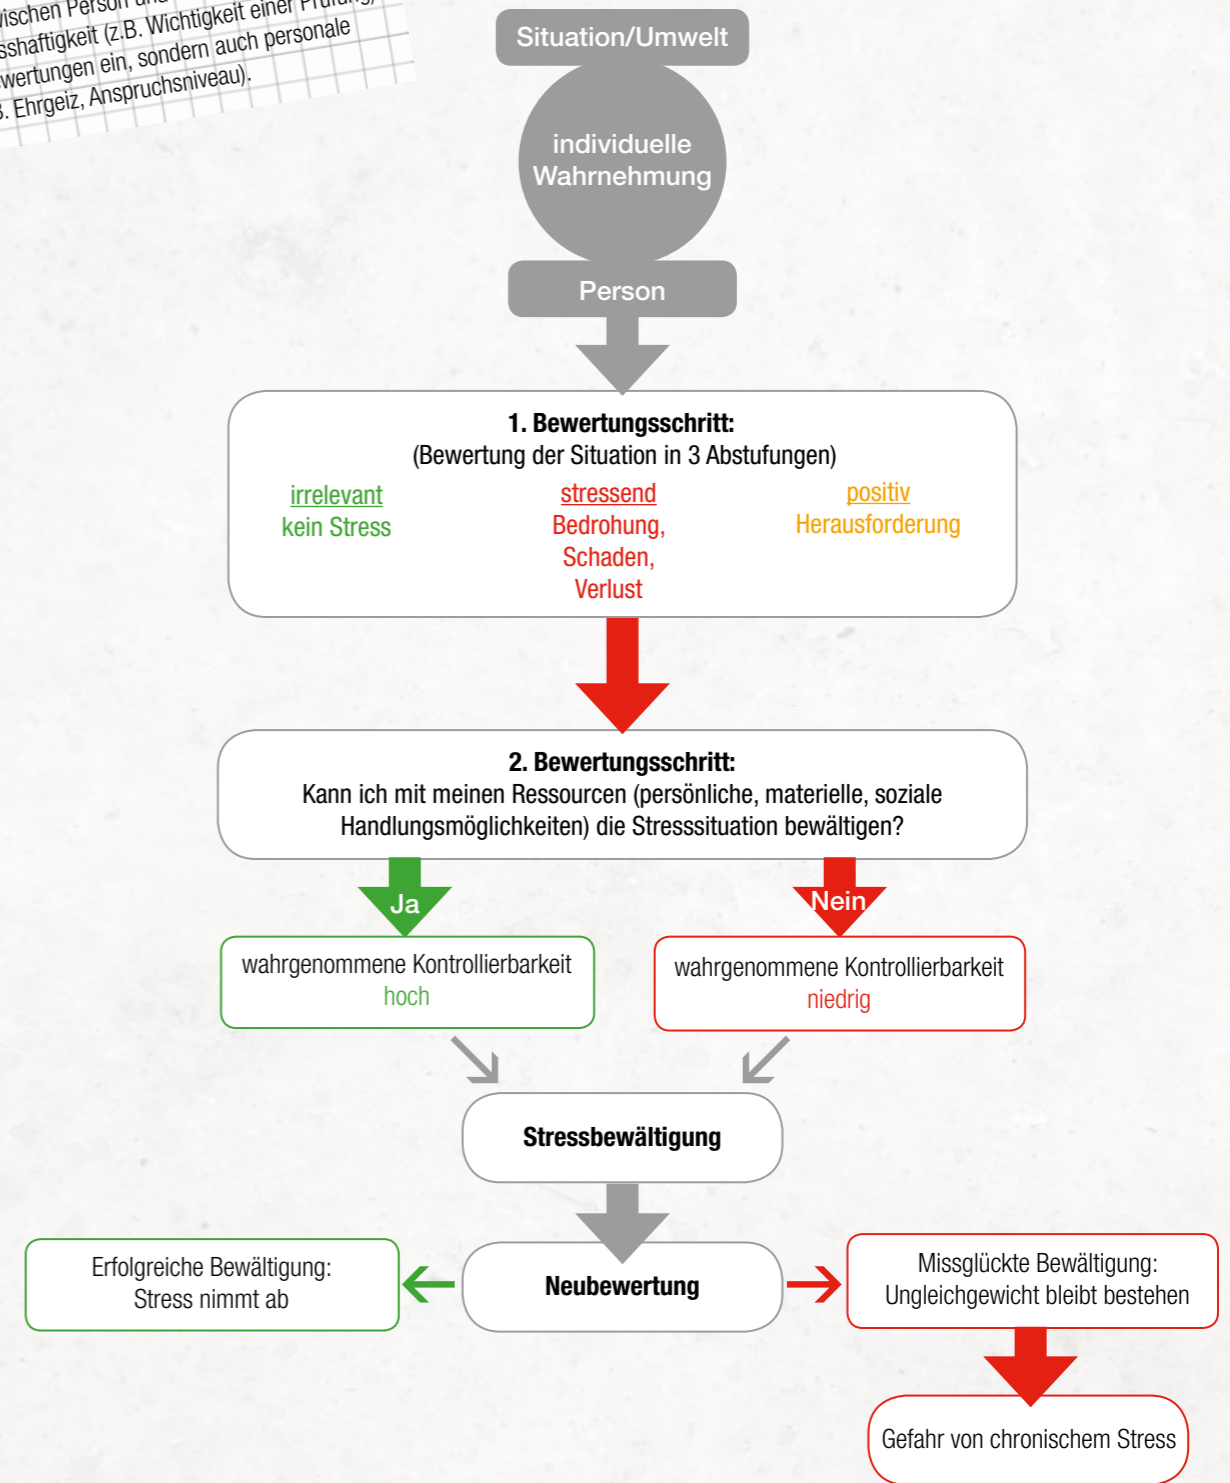 zwischen Person und
(z.B. Wichtigkeit einer Prüfung)
Bewertungen ein, sondern auch personale
Ehrgeiz, Anspruchsniveau).
Situation/Umwelt
individuelle
Wahrnehmung
Person
1. Bewertungsschritt:
(Bewertung der Situation in 3 Abstufungen)
irrelevant
kein Stress
stressend
Bedrohung,
Schaden,
Verlust
positiv
Herausforderung
2. Bewertungsschritt:
Kann ich mit meinen Ressourcen (persönliche, materielle, soziale
Handlungsmöglichkeiten) die Stresssituation bewältigen?
Ja
Nein
wahrgenommene Kontrollierbarkeit
hoch
wahrgenommene Kontrollierbarkeit
niedrig
Stressbewältigung
Erfolgreiche Bewältigung:
Stress nimmt ab
Neubewertung
Missglückte Bewältigung:
Ungleichgewicht bleibt bestehen
Gefahr von chronischem Stress